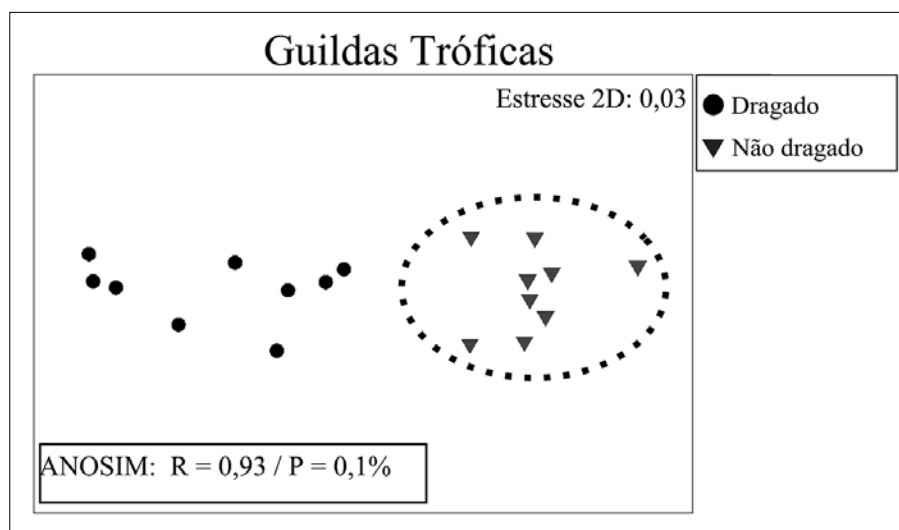 Guildas Tróficas
Estresse 2D: 0,03
Dragado
Não dragado
ANOSIM: R = 0,93 / P = 0,1%